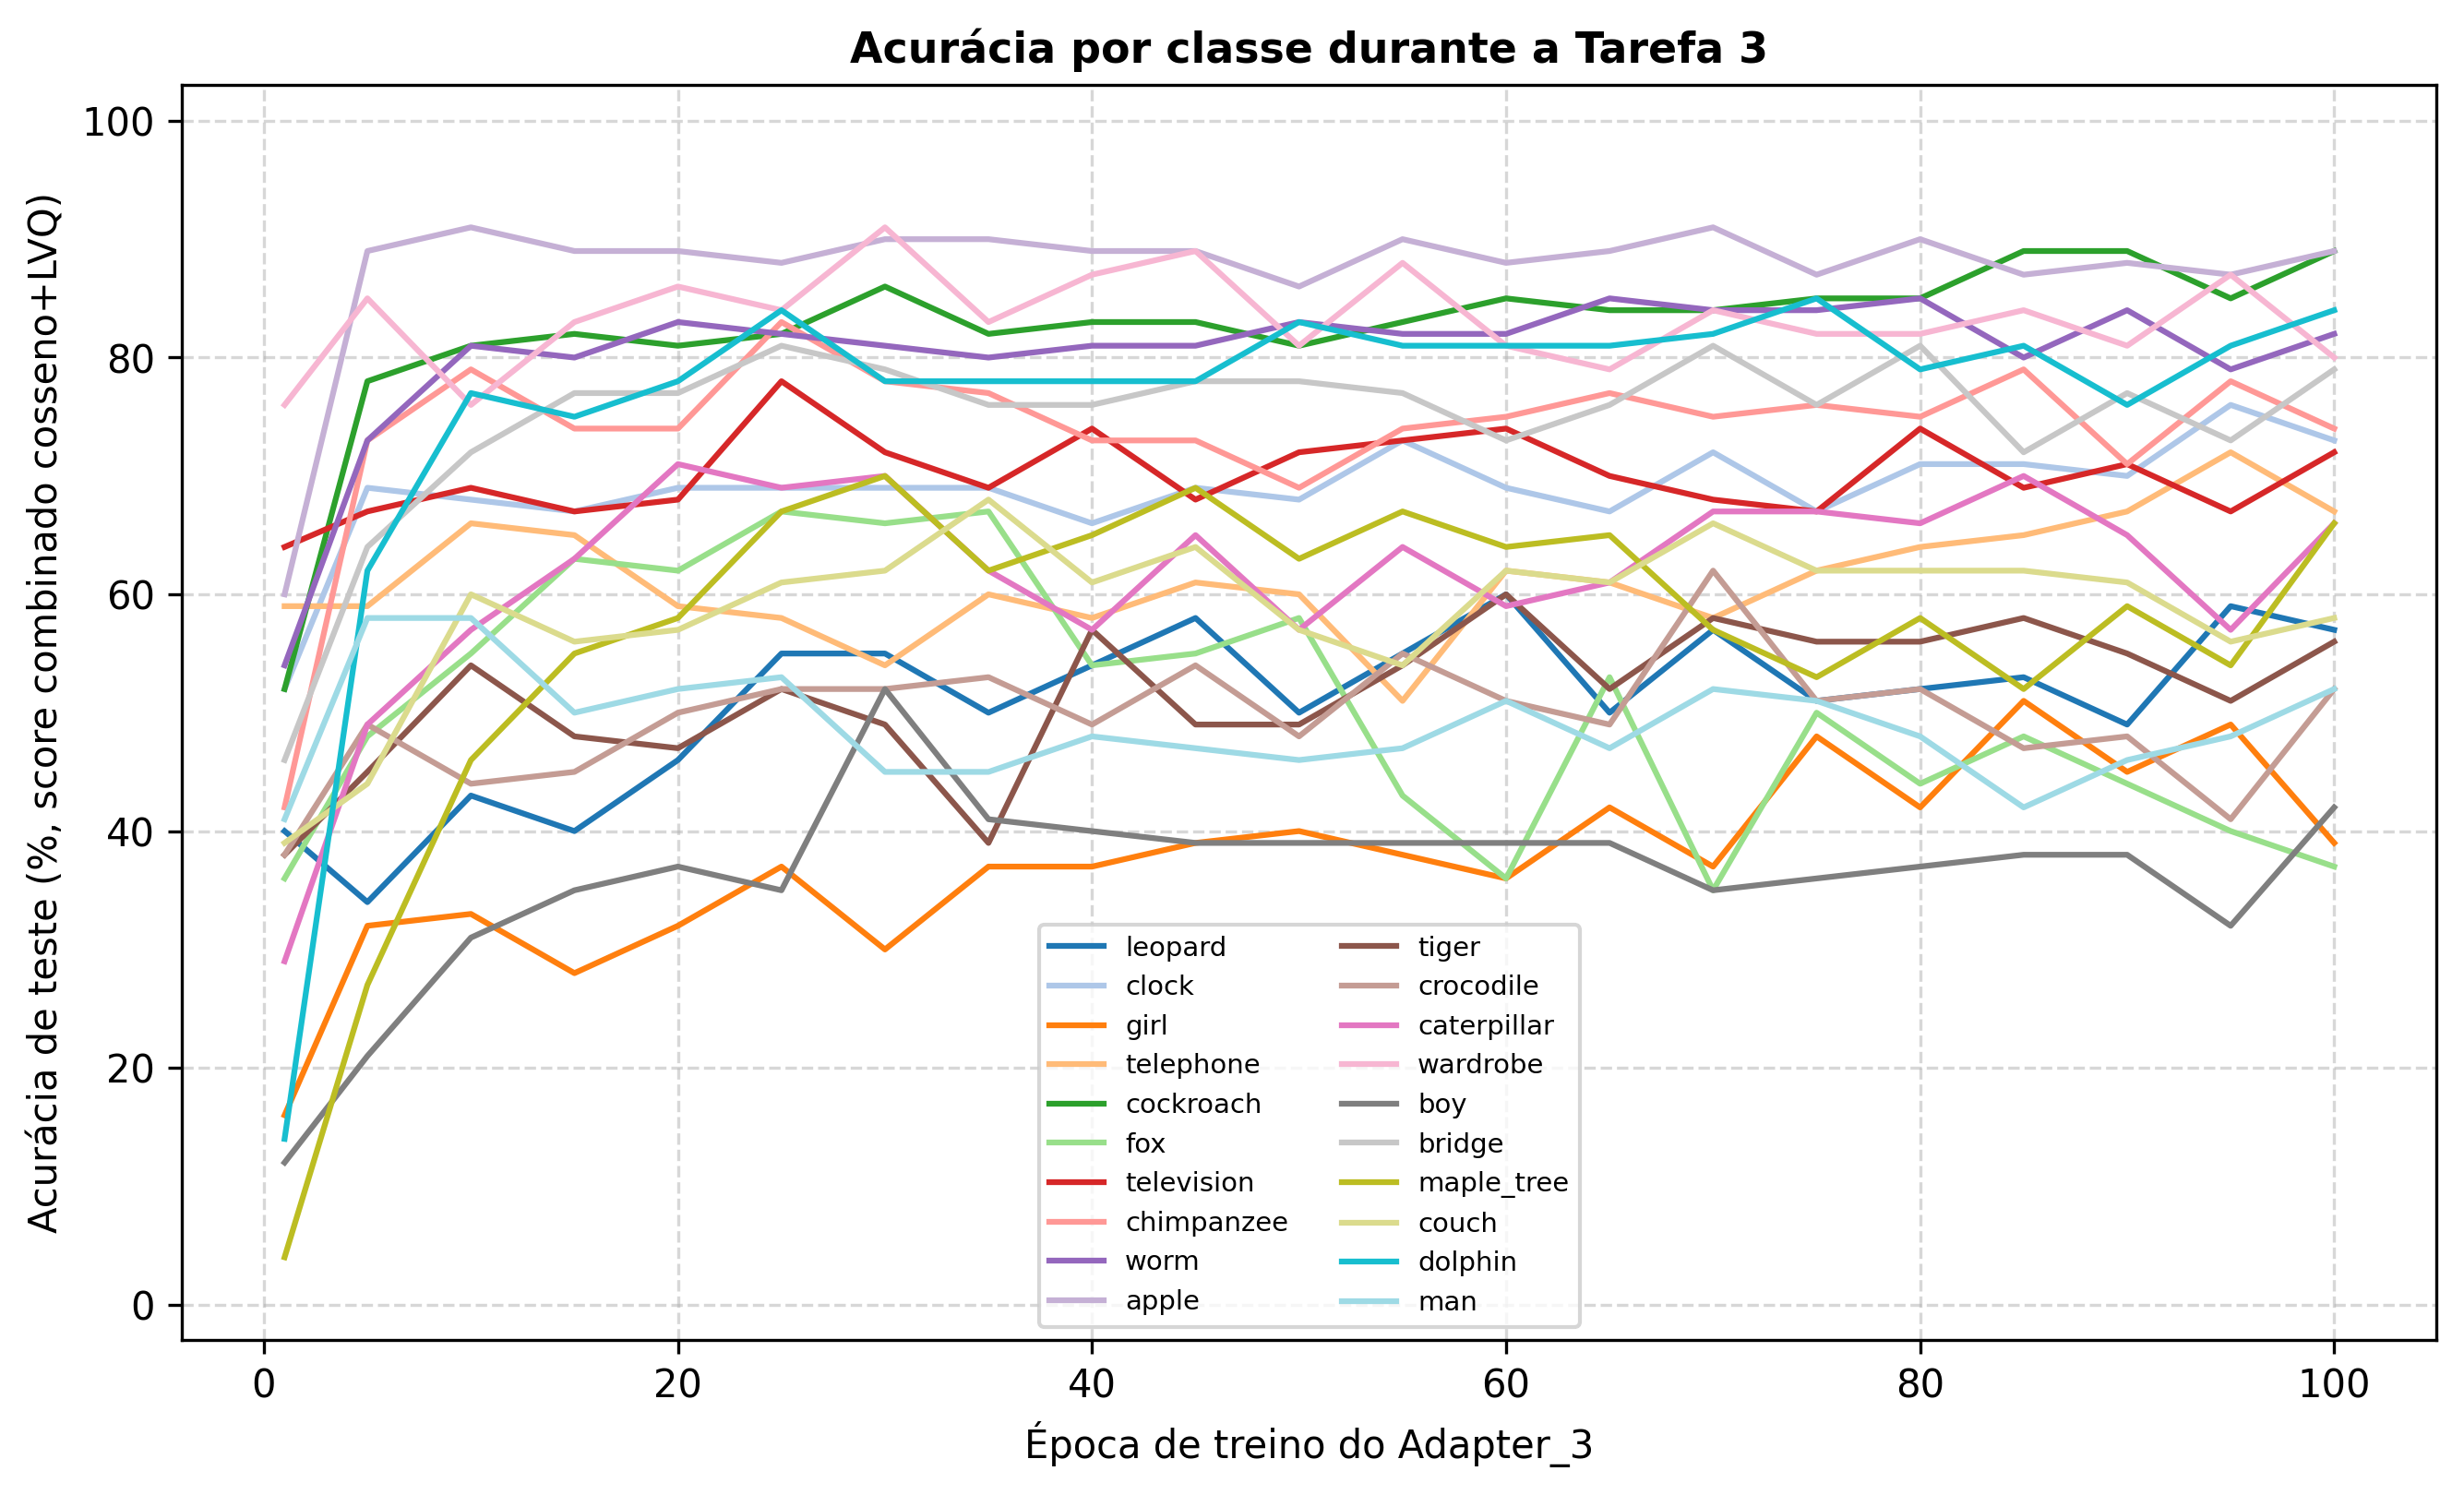 Acurácia por classe durante a Tarefa 3
Acurácia de teste (%, score combinado cosseno+LVQ)
100
80
60
40
20
0
leopard
clock
girl
telephone
cockroach
fox
television
chimpanzee
worm
apple
tiger
crocodile
caterpillar
wardrobe
boy
bridge
maple_tree
couch
dolphin
man
0 20 40 60 80 100
Época de treino do Adapter_3